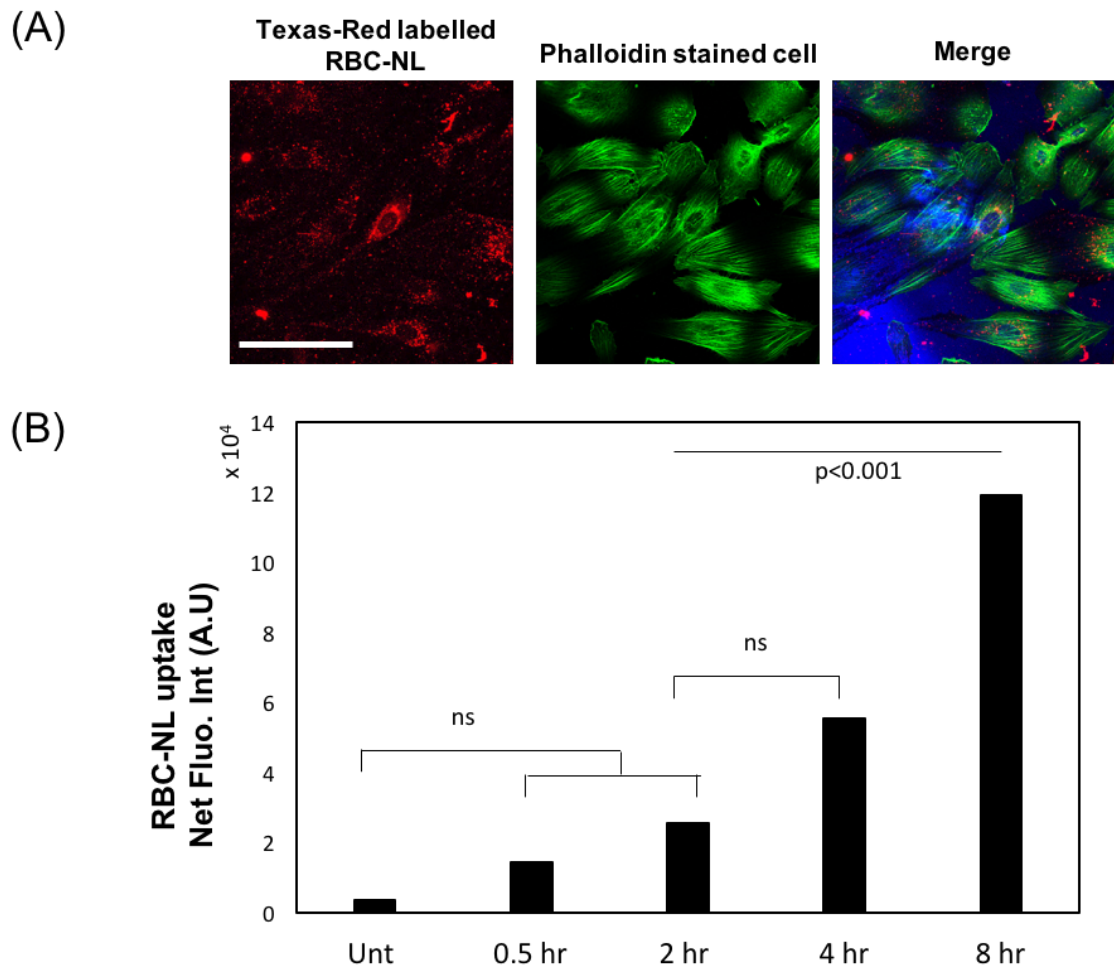 (A)
Texas-Red labelled
RBC-NL
Phalloidin stained cell
Merge
(B)
x 10⁴
RBC-NL uptake
Net Fluo. Int (A.U)
14
12
10
8
6
4
2
0
p<0.001
ns
ns
Unt 0.5 hr 2 hr 4 hr 8 hr